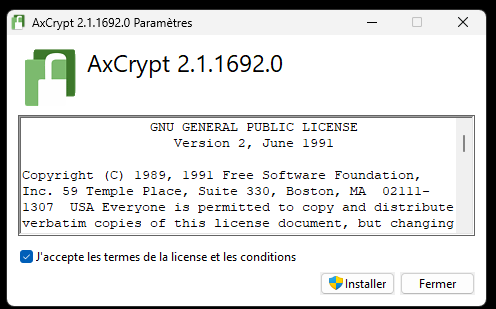 AxCrypt 2.1.1692.0 Paramètres
AxCrypt 2.1.1692.0
GNU GENERAL PUBLIC LICENSE
Version 2, June 1991
Copyright (C) 1989, 1991 Free Software Foundation,
Inc. 59 Temple Place, Suite 330, Boston, MA  02111-
1307  USA Everyone is permitted to copy and distribute
verbatim copies of this license document, but changing
J'accepte les termes de la license et les conditions
Installer
Fermer